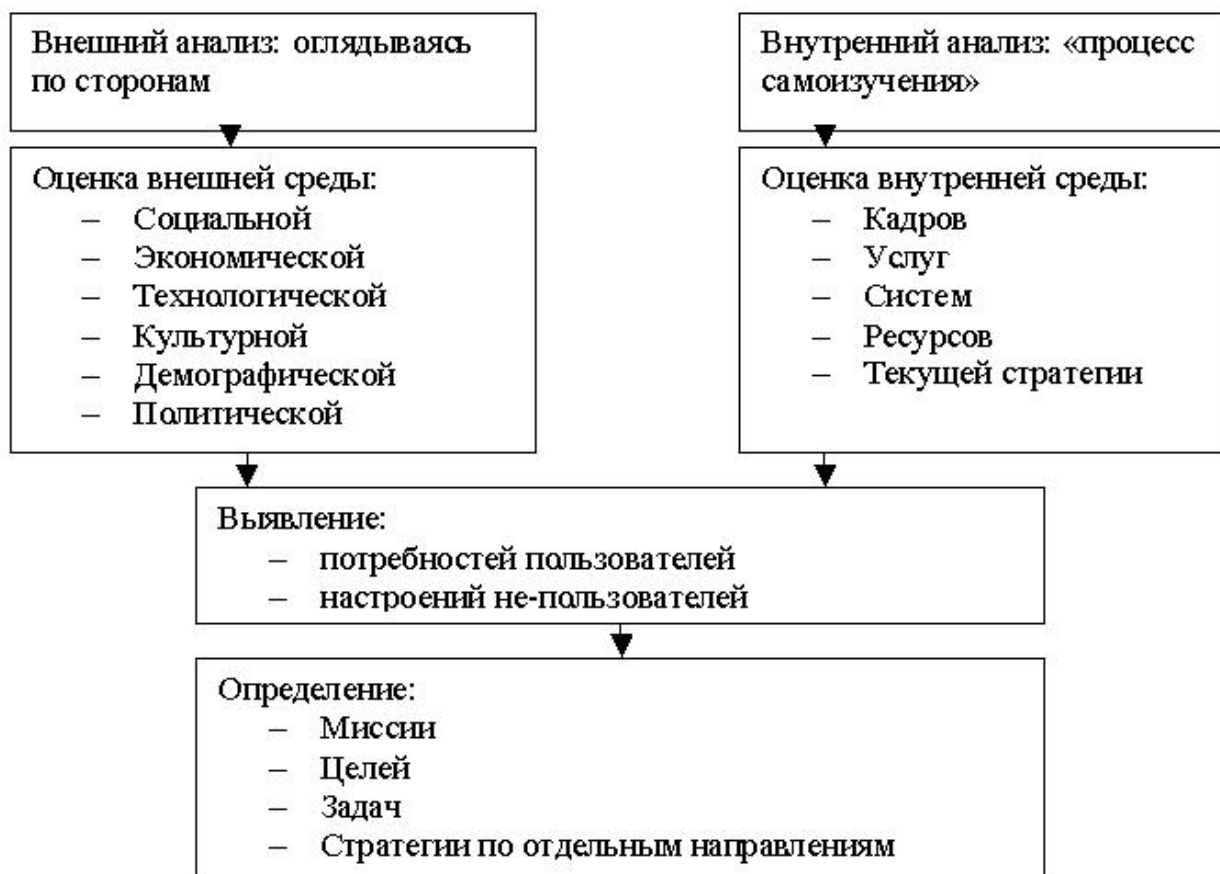 Внешний анализ: оглядываясь
по сторонам
Внутренний анализ: «процесс
самоизучения»
Оценка внешней среды:
– Социальной
– Экономической
– Технологической
– Культурной
– Демографической
– Политической
Оценка внутренней среды:
– Кадров
– Услуг
– Систем
– Ресурсов
– Текущей стратегии
Выявление:
– потребностей пользователей
– настроений не-пользователей
Определение:
– Миссии
– Целей
– Задач
– Стратегии по отдельным направлениям